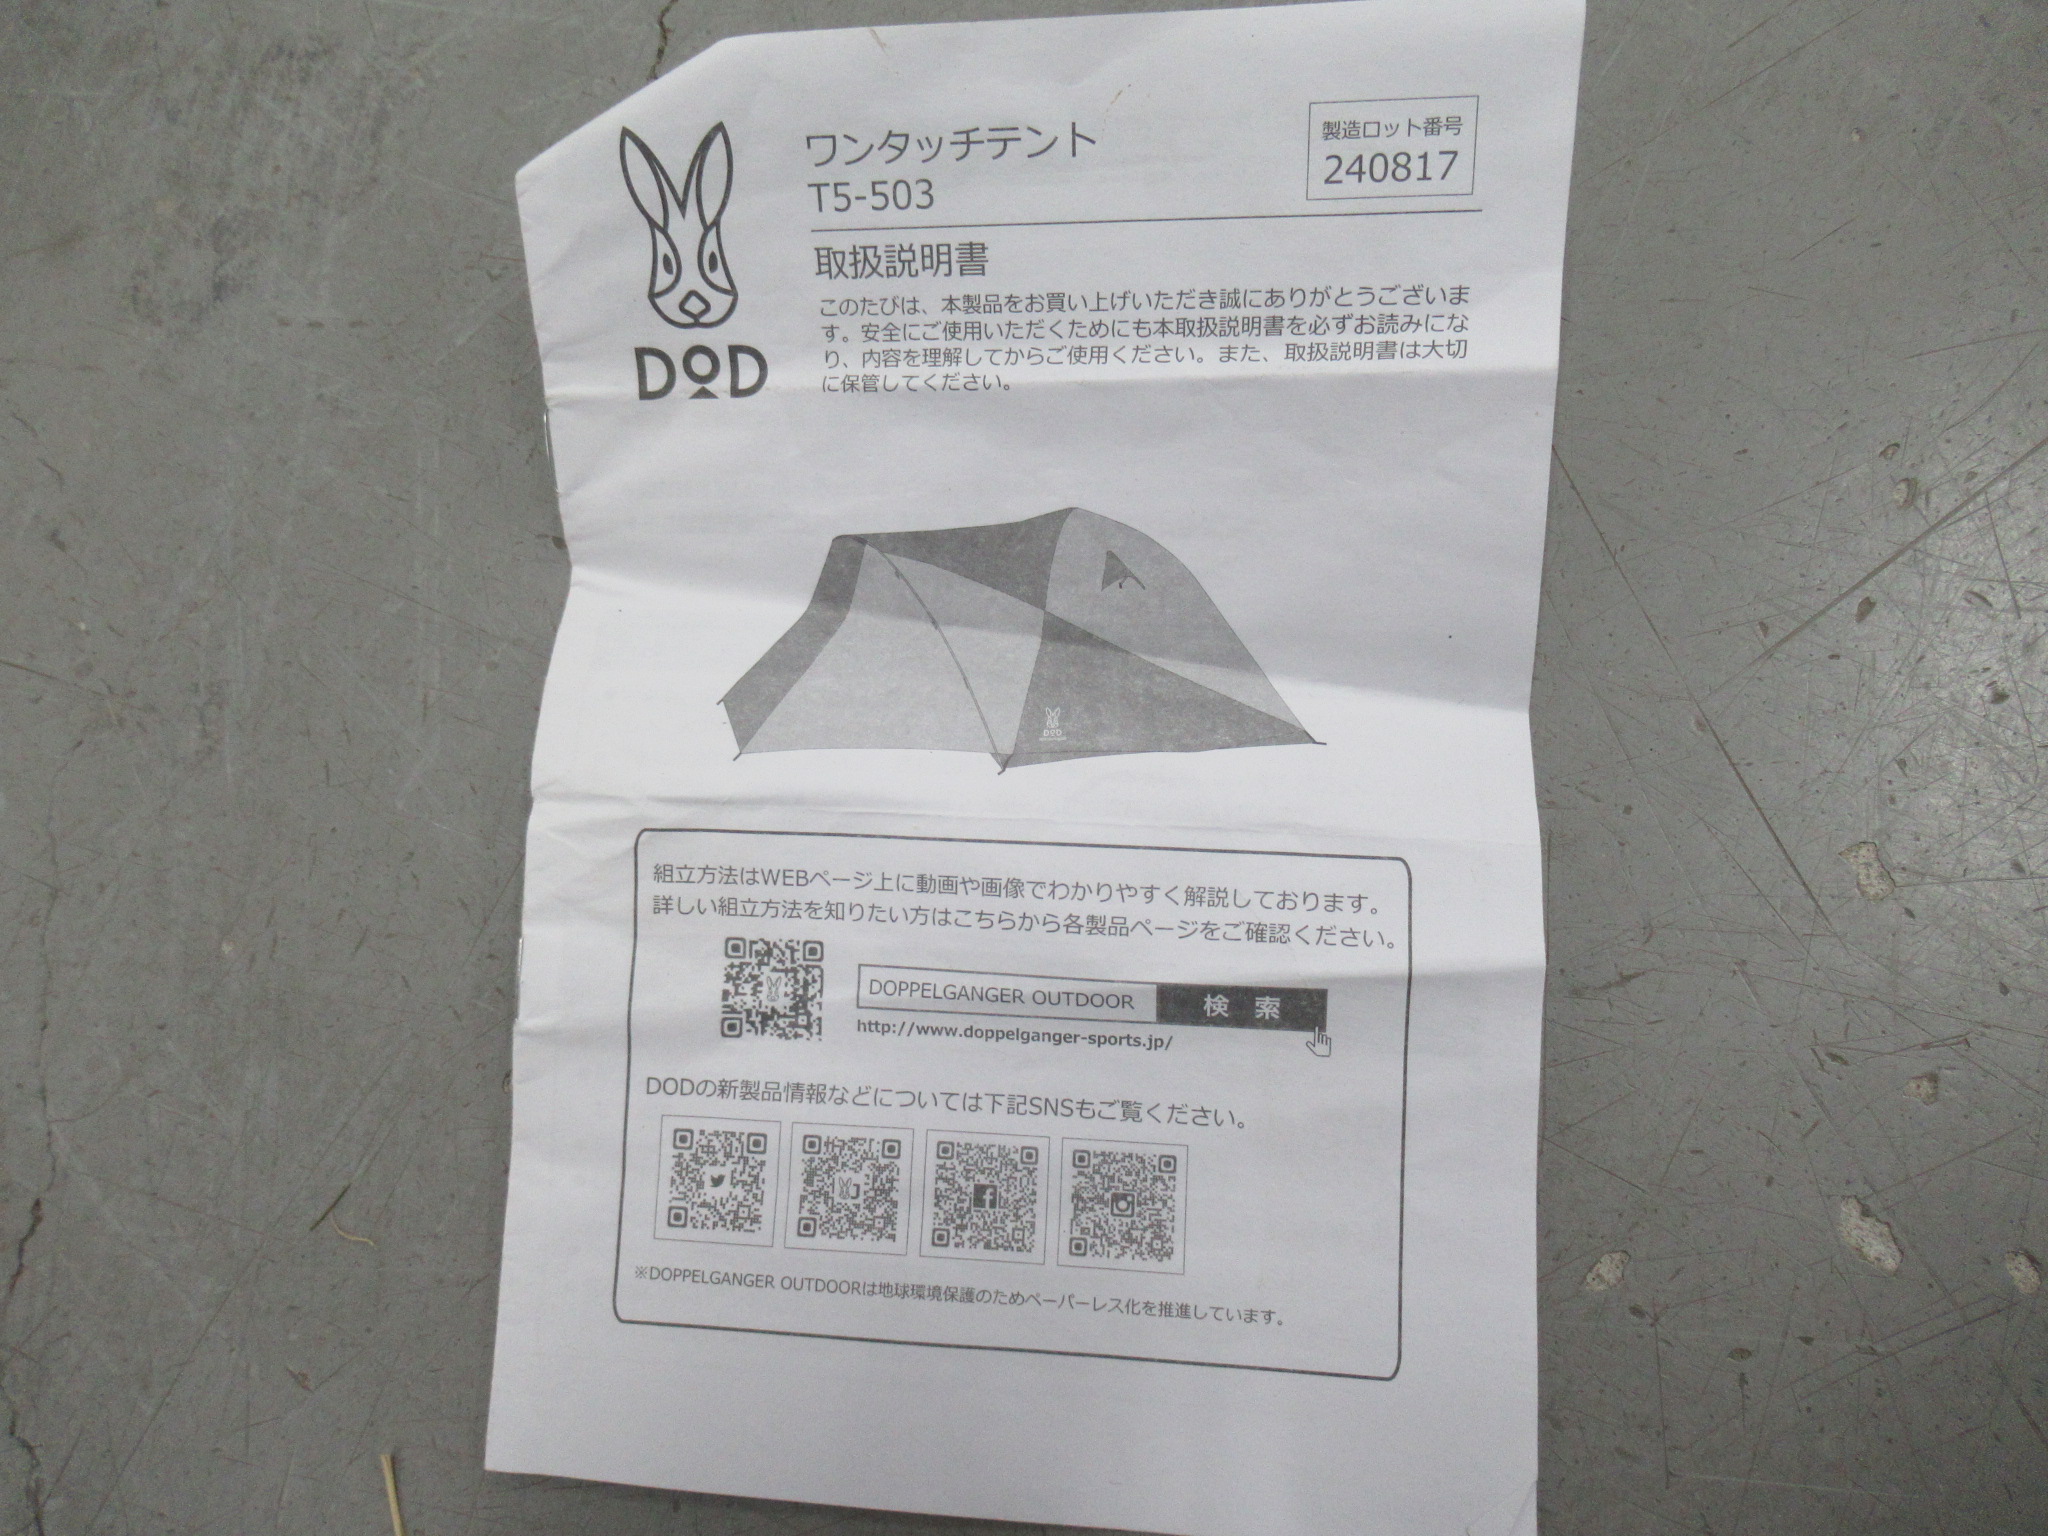 ワンタッチテント
T5-503
製造ロット番号
240817
取扱説明書
このたびは、本製品をお買い上げいただき誠にありがとうございま
す。安全にご使用いただくためにも本取扱説明書を必ずお読みにな
り、内容を理解してからご使用ください。また、取扱説明書は大切
に保管してください。
DOD
DOD
組立方法はWEBページ上に動画や画像でわかりやすく解説しております。
詳しい組立方法を知りたい方はこちらから各製品ページをご確認ください。
DOPPELGANGER OUTDOOR 検 索
http://www.doppelganger-sports.jp/
DODの新製品情報などについては下記SNSもご覧ください。
※DOPPELGANGER OUTDOORは地球環境保護のためペーパーレス化を推進しています。